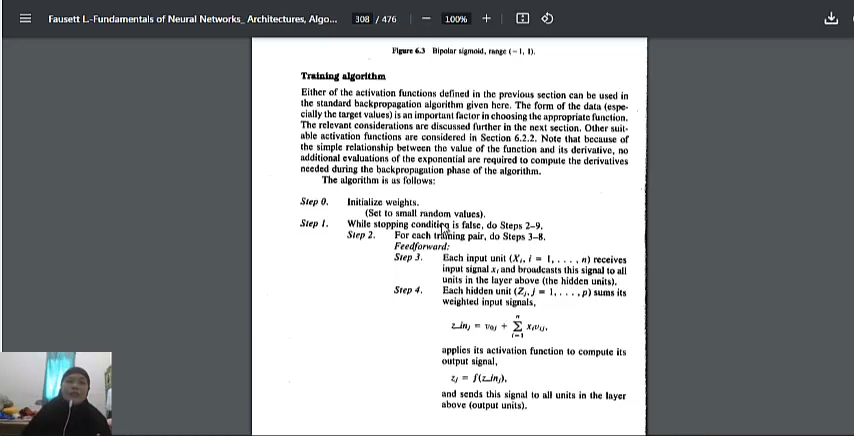 Fausett L.-Fundamentals of Neural Networks_ Architectures, Algo...
308 / 476
100%
Figure 6.3 Bipolar sigmoid, range (− 1, 1).
Training algorithm
Either of the activation functions defined in the previous section can be used in
the standard backpropagation algorithm given here. The form of the data (espe-
cially the target values) is an important factor in choosing the appropriate function.
The relevant considerations are discussed further in the next section. Other suit-
able activation functions are considered in Section 6.2.2. Note that because of
the simple relationship between the value of the function and its derivative, no
additional evaluations of the exponential are required to compute the derivatives
needed during the backpropagation phase of the algorithm.
The algorithm is as follows:
Step 0. Initialize weights.
(Set to small random values).
Step 1. While stopping condition is false, do Steps 2–9.
Step 2. For each training pair, do Steps 3–8.
Feedforward:
Step 3. Each input unit (Xᵢ, i = 1, . . . , n) receives
input signal xᵢ and broadcasts this signal to all
units in the layer above (the hidden units).
Step 4. Each hidden unit (Zⱼ, j = 1, . . . , p) sums its
weighted input signals,
z_inⱼ = v₀ⱼ + Σⁿᵢ₌₁ xᵢvᵢⱼ,
applies its activation function to compute its
output signal,
zⱼ = f(z_inⱼ),
and sends this signal to all units in the layer
above (output units).